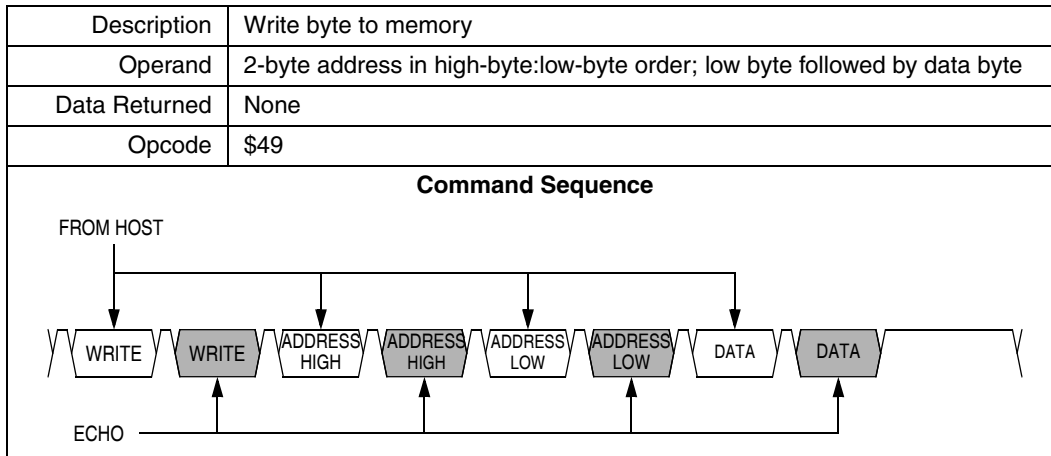 Description Write byte to memory
Operand 2-byte address in high-byte:low-byte order; low byte followed by data byte
Data Returned None
Opcode $49
Command Sequence
FROM HOST
WRITE WRITE ADDRESS HIGH ADDRESS HIGH ADDRESS LOW ADDRESS LOW DATA DATA
ECHO